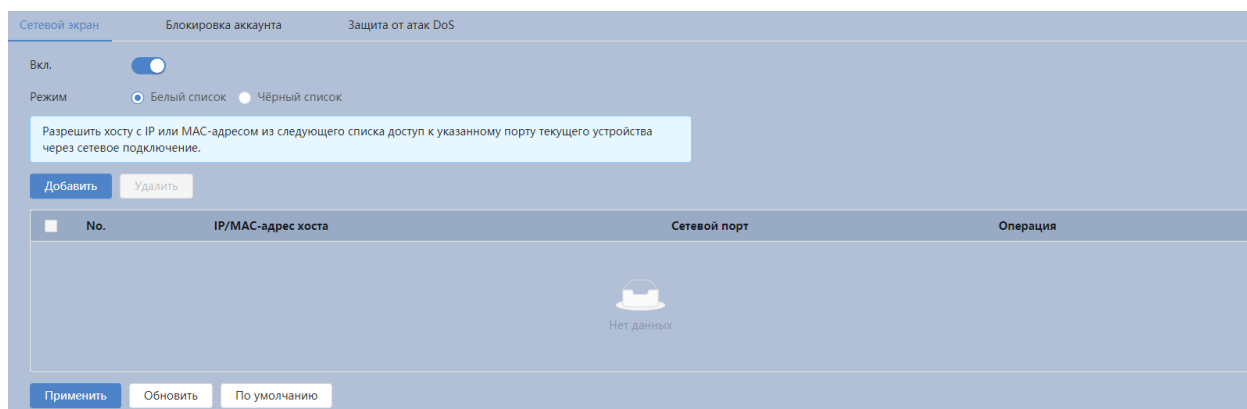 Сетевой экран Блокировка аккаунта Защита от атак DoS
Вкл.
Режим Белый список Чёрный список
Разрешить хосту с IP или MAC-адресом из следующего списка доступ к указанному порту текущего устройства
через сетевое подключение.
Добавить Удалить
No. IP/MAC-адрес хоста Сетевой порт Операция
Нет данных
Применить Обновить По умолчанию